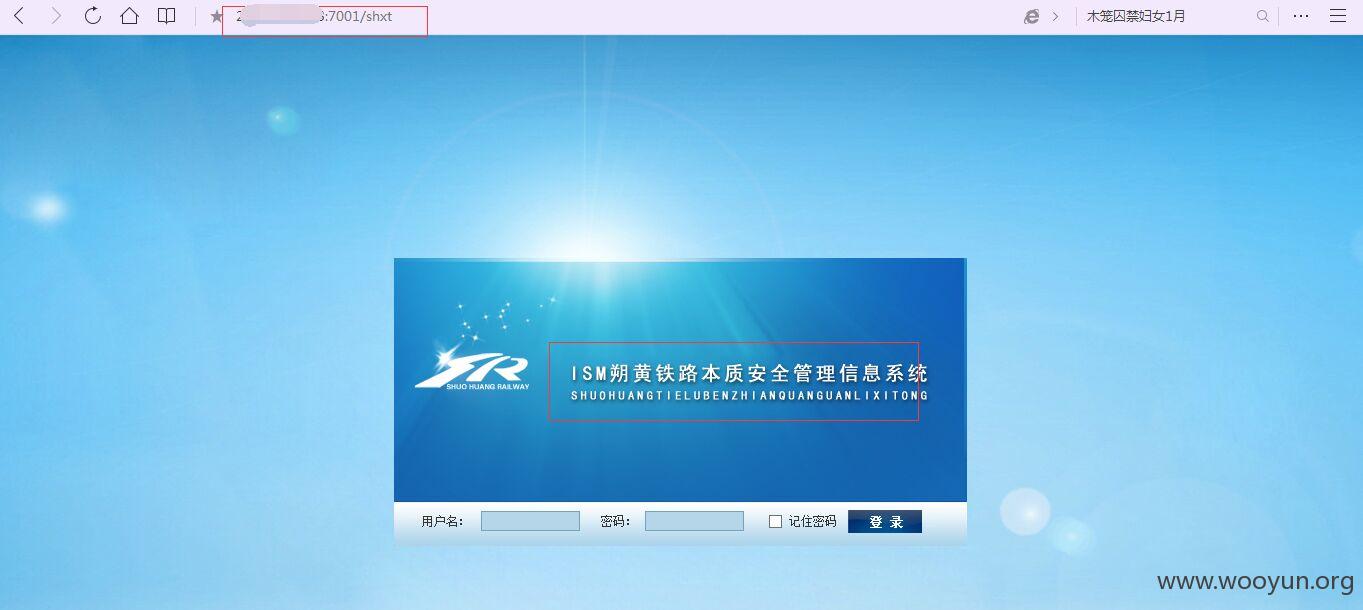 :7001/shxt
木笼囚禁妇女1月
SHUO HUANG RAILWAY
ISM朔黄铁路本质安全管理信息系统
SHUOHUANGTIELUBENZHIANQUANGUANLIXITONG
用户名: 密码: 记住密码 登 录
www.wooyun.org